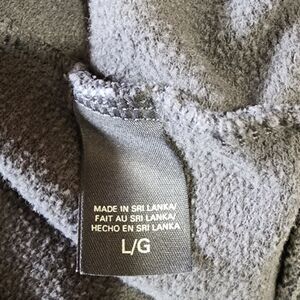 MADE IN SRI LANKA/
FAIT AU SRI LANKA/
HECHO EN SRI LANKA
L/G